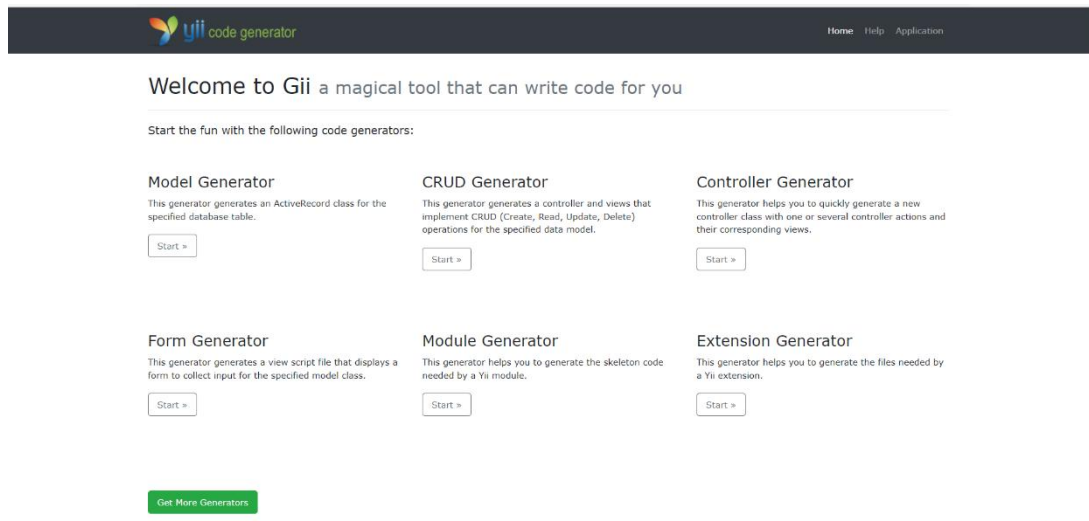 yii code generator
Home Help Application
Welcome to Gii a magical tool that can write code for you
Start the fun with the following code generators:
Model Generator
This generator generates an ActiveRecord class for the
specified database table.
Start »
CRUD Generator
This generator generates a controller and views that
implement CRUD (Create, Read, Update, Delete)
operations for the specified data model.
Start »
Controller Generator
This generator helps you to quickly generate a new
controller class with one or several controller actions and
their corresponding views.
Start »
Form Generator
This generator generates a view script file that displays a
form to collect input for the specified model class.
Start »
Module Generator
This generator helps you to generate the skeleton code
needed by a Yii module.
Start »
Extension Generator
This generator helps you to generate the files needed by
a Yii extension.
Start »
Get More Generators